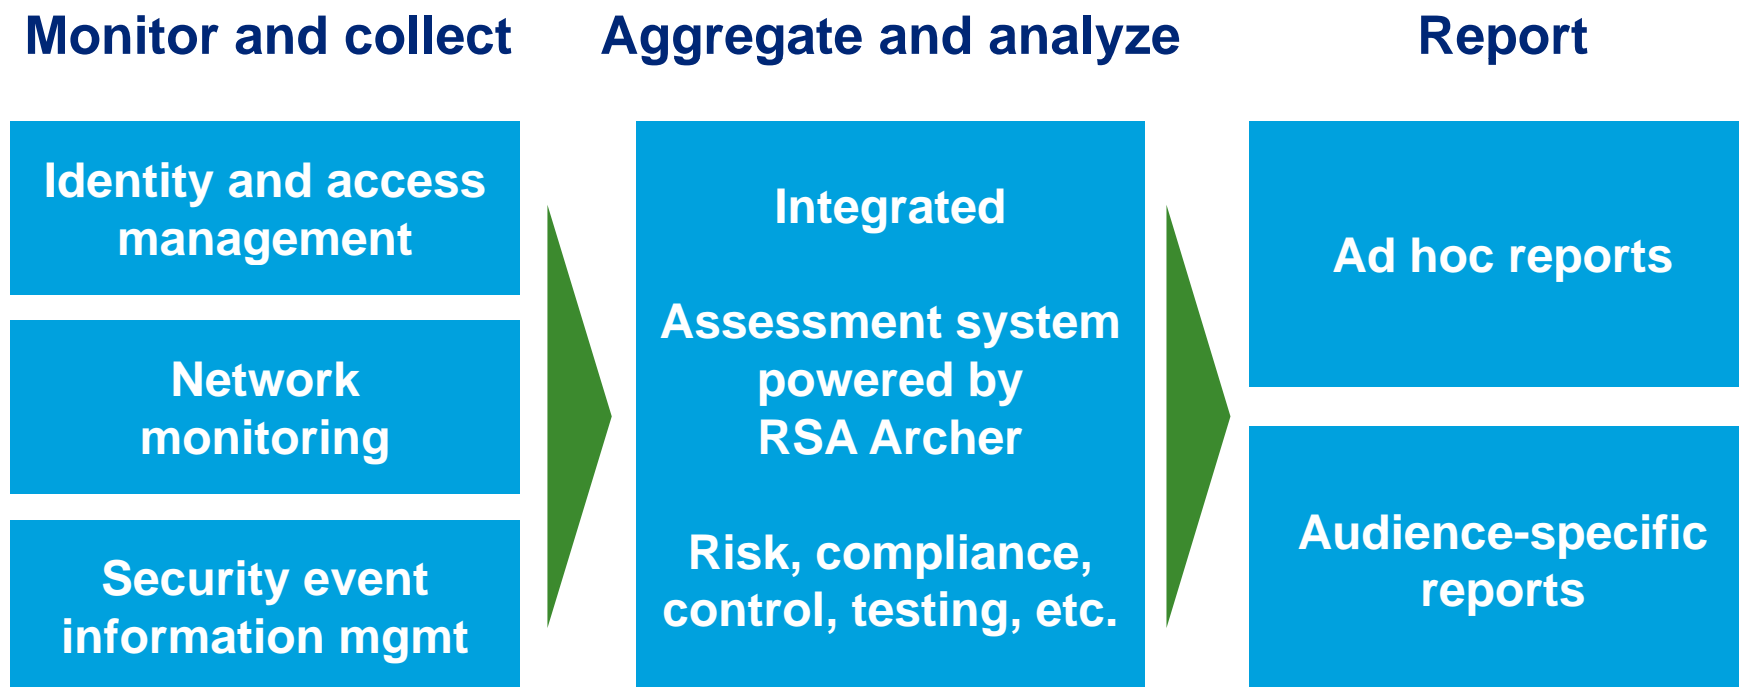 Monitor and collect
Aggregate and analyze
Report
Identity and access
management
Network
monitoring
Security event
information mgmt
Integrated
Assessment system
powered by
RSA Archer
Risk, compliance,
control, testing, etc.
Ad hoc reports
Audience-specific
reports